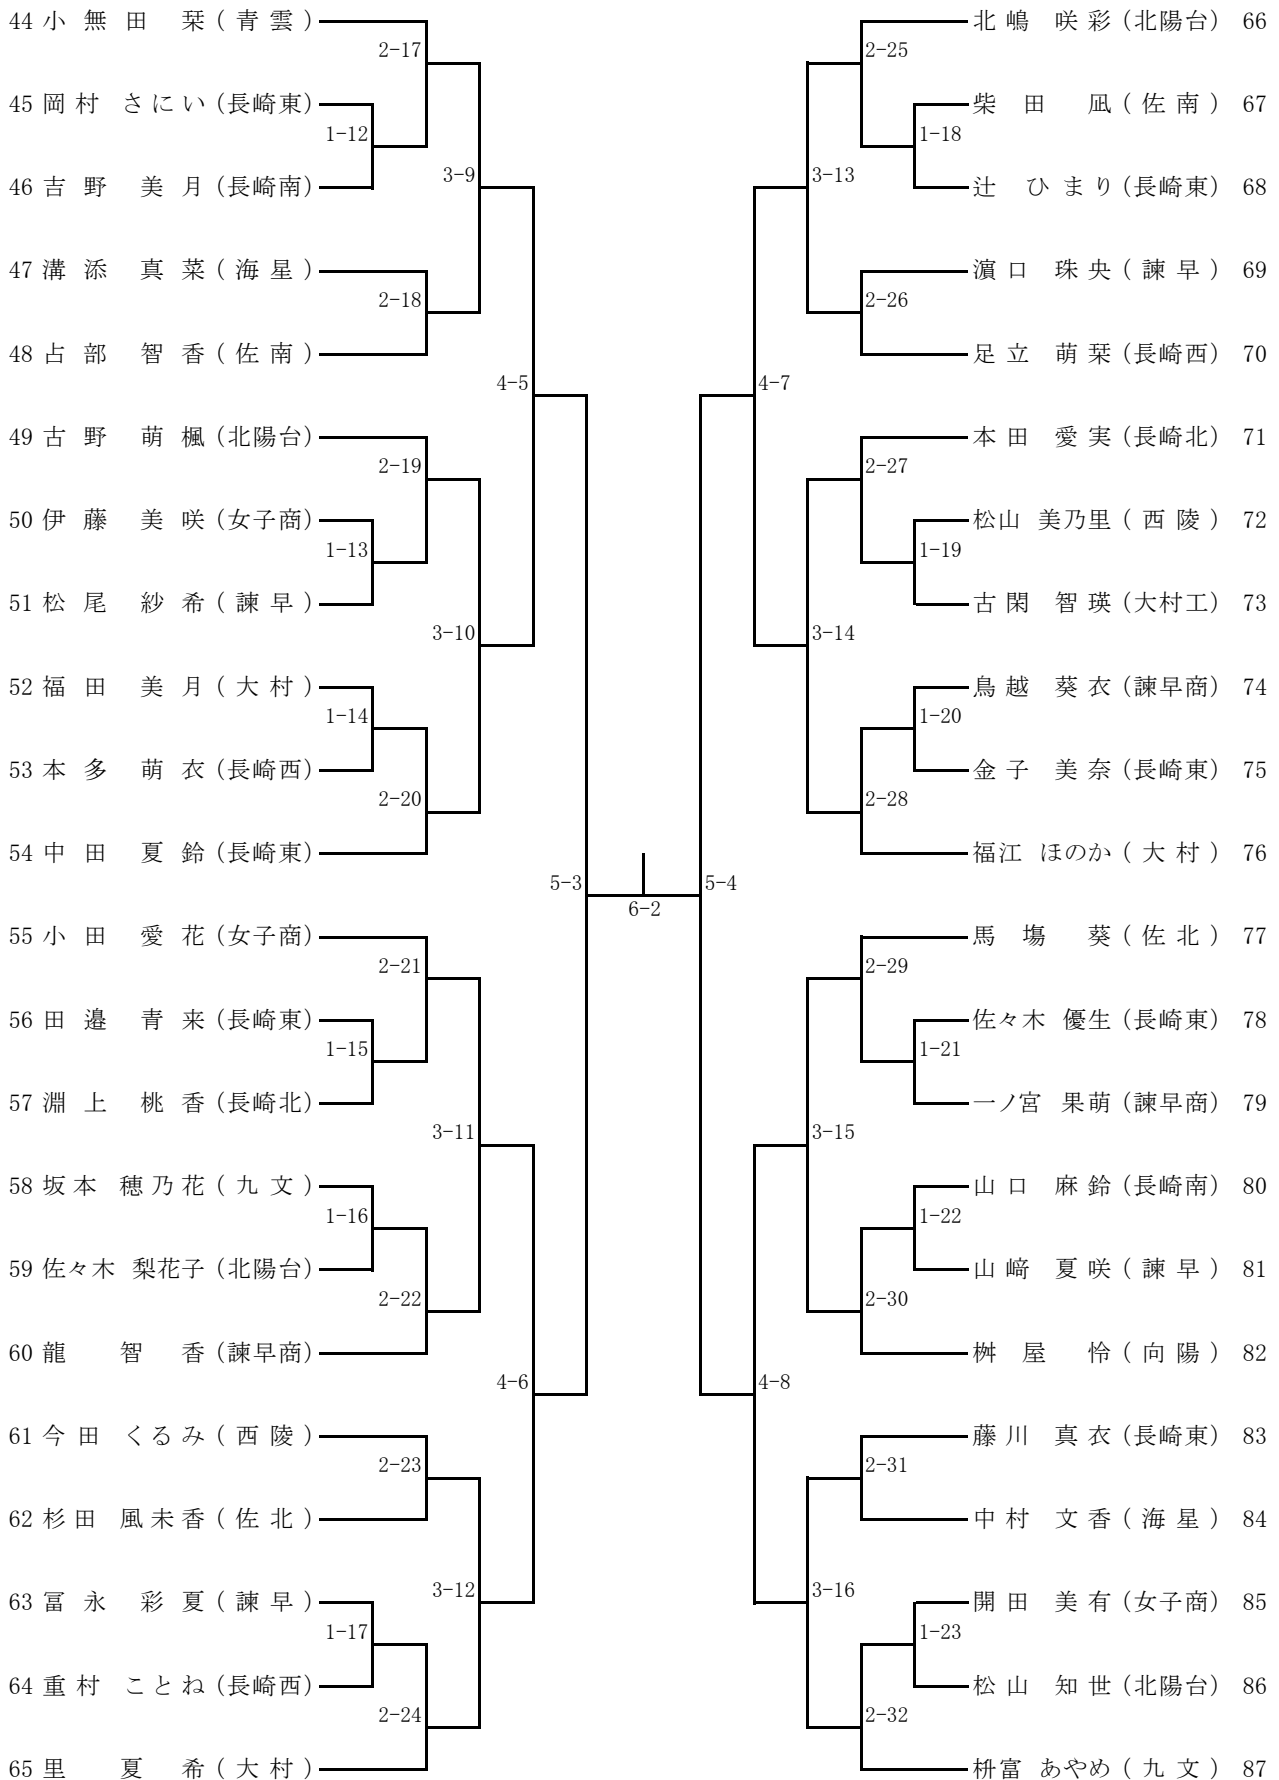 44 小無田 栞 ( 青雲 )
2-17
45 岡村 さにい (長崎東)
1-12
46 吉野 美月 (長崎南)
3-9
47 溝添 真菜 ( 海星 )
2-18
48 占部 智香 ( 佐南 )
4-5
49 古野 萌楓 (北陽台)
2-19
50 伊藤 美咲 (女子商)
1-13
51 松尾 紗希 ( 諫早 )
3-10
52 福田 美月 ( 大村 )
1-14
53 本多 萌衣 (長崎西)
2-20
54 中田 夏鈴 (長崎東)
5-3
55 小田 愛花 (女子商)
2-21
56 田邉 青来 (長崎東)
1-15
57 淵上 桃香 (長崎北)
3-11
58 坂本 穂乃花 ( 九文 )
1-16
59 佐々木 梨花子 (北陽台)
2-22
60 龍 智香 (諫早商)
4-6
61 今田 くるみ ( 西陵 )
2-23
62 杉田 風未香 ( 佐北 )
3-12
63 冨永 彩夏 ( 諫早 )
1-17
64 重村 ことね (長崎西)
2-24
65 里 夏希 ( 大村 )
6-2
北嶋 咲彩 (北陽台) 66
2-25
柴田 凪 ( 佐南 ) 67
1-18
辻 ひまり (長崎東) 68
3-13
濵口 珠央 ( 諫早 ) 69
2-26
足立 萌栞 (長崎西) 70
4-7
本田 愛実 (長崎北) 71
2-27
松山 美乃里 ( 西陵 ) 72
1-19
古閑 智瑛 (大村工) 73
3-14
鳥越 葵衣 (諫早商) 74
1-20
金子 美奈 (長崎東) 75
2-28
福江 ほのか ( 大村 ) 76
5-4
馬塲 葵 ( 佐北 ) 77
2-29
佐々木 優生 (長崎東) 78
1-21
一ノ宮 果萌 (諫早商) 79
3-15
山口 麻鈴 (長崎南) 80
1-22
山﨑 夏咲 ( 諫早 ) 81
2-30
桝屋 怜 ( 向陽 ) 82
4-8
藤川 真衣 (長崎東) 83
2-31
中村 文香 ( 海星 ) 84
3-16
開田 美有 (女子商) 85
1-23
松山 知世 (北陽台) 86
2-32
枡富 あやめ ( 九文 ) 87